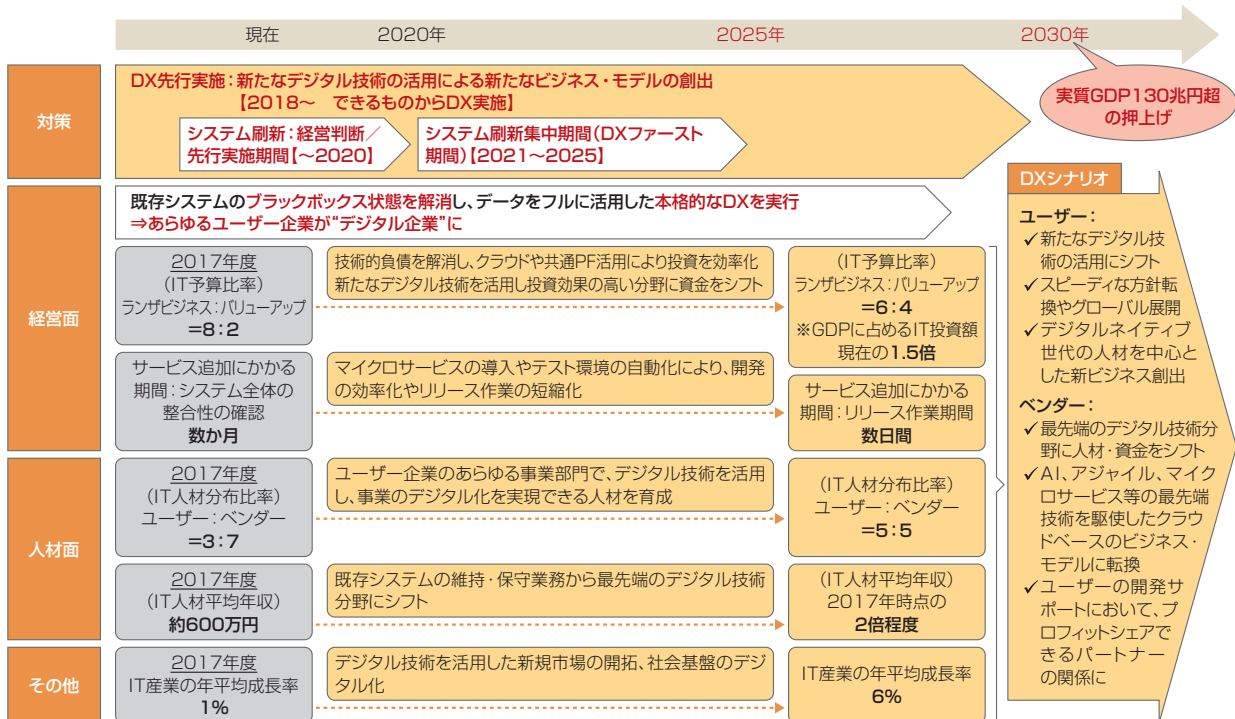 現在
2020年
2025年
2030年
対策
DX先行実施：新たなデジタル技術の活用による新たなビジネス・モデルの創出
【2018～　できるものからDX実施】
システム刷新：経営判断／
先行実施期間【～2020】
システム刷新集中期間（DXファースト
期間）【2021～2025】
実質GDP130兆円超
の押上げ
経営面
既存システムのブラックボックス状態を解消し、データをフルに活用した本格的なDXを実行
⇒あらゆるユーザー企業が“デジタル企業”に
2017年度
（IT予算比率）
ランザビジネス：バリューアップ
=8：2
技術的負債を解消し、クラウドや共通PF活用により投資を効率化
新たなデジタル技術を活用し投資効果の高い分野に資金をシフト
（IT予算比率）
ランザビジネス：バリューアップ
=6：4
※GDPに占めるIT投資額
現在の1.5倍
サービス追加にかかる
期間：システム全体の
整合性の確認
数か月
マイクロサービスの導入やテスト環境の自動化により、開発
の効率化やリリース作業の短縮化
サービス追加にかかる
期間：リリース作業期間
数日間
人材面
2017年度
（IT人材分布比率）
ユーザー：ベンダー
=3：7
ユーザー企業のあらゆる事業部門で、デジタル技術を活用
し、事業のデジタル化を実現できる人材を育成
（IT人材分布比率）
ユーザー：ベンダー
=5：5
2017年度
（IT人材平均年収）
約600万円
既存システムの維持・保守業務から最先端のデジタル技術
分野にシフト
（IT人材平均年収）
2017年時点の
2倍程度
その他
2017年度
IT産業の年平均成長率
1%
デジタル技術を活用した新規市場の開拓、社会基盤のデジ
タル化
IT産業の年平均成長率
6%
DXシナリオ
ユーザー：
✓新たなデジタル技
術の活用にシフト
✓スピーディな方針転
換やグローバル展開
✓デジタルネイティブ
世代の人材を中心と
した新ビジネス創出
ベンダー：
✓最先端のデジタル技術分
野に人材・資金をシフト
✓AI、アジャイル、マイク
ロサービス等の最先端
技術を駆使したクラウ
ドベースのビジネス・
モデルに転換
✓ユーザーの開発サ
ポートにおいて、プ
ロフィットシェアで
きるパートナー
の関係に